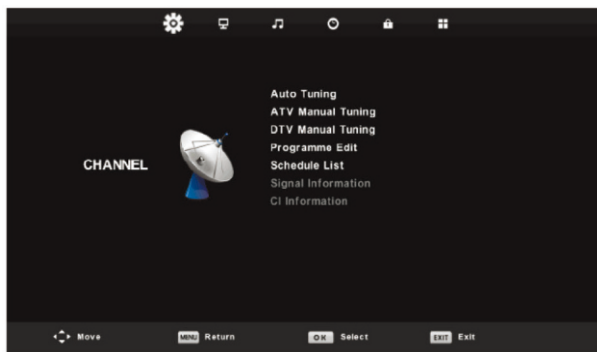 CHANNEL
Auto Tuning
ATV Manual Tuning
DTV Manual Tuning
Programme Edit
Schedule List
Signal Information
CI Information
Move MENU Return OK Select EXIT Exit